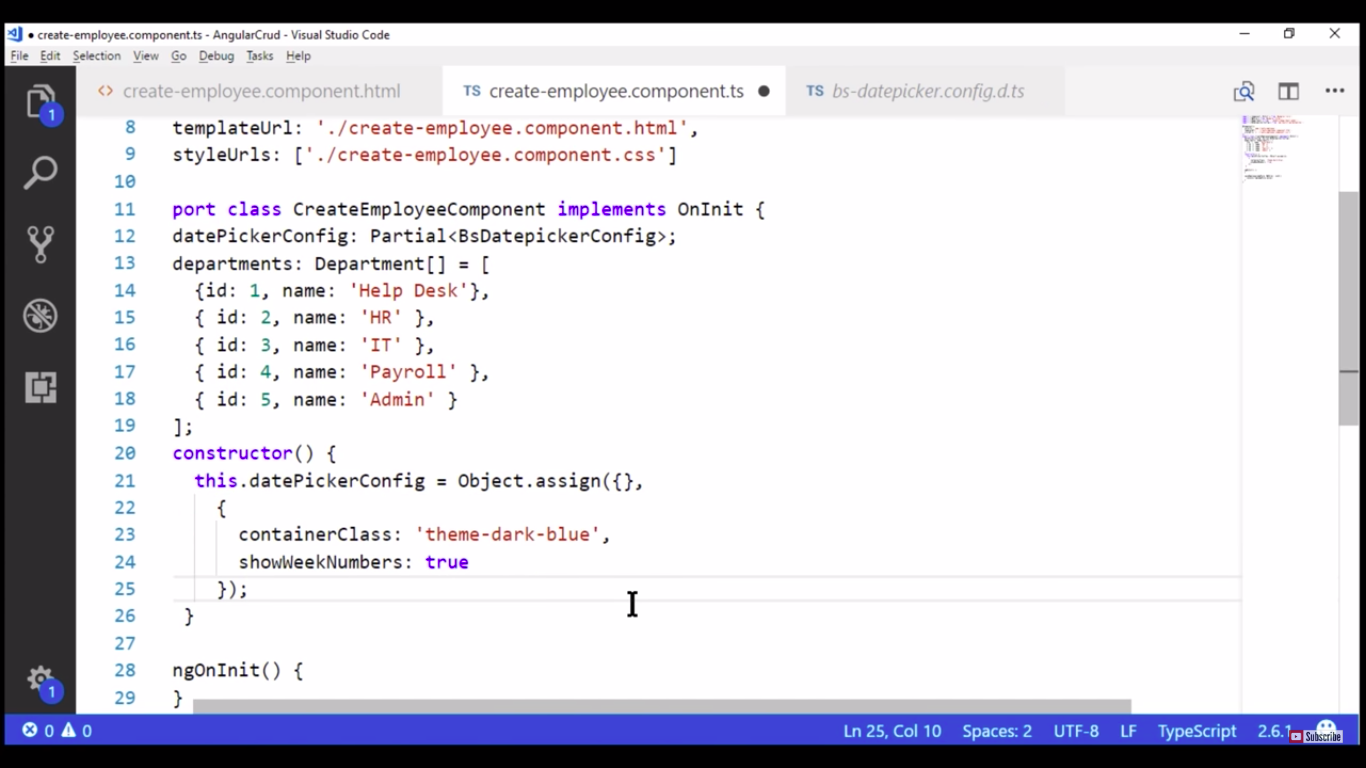 create-employee.component.ts - AngularCrud - Visual Studio Code
File Edit Selection View Go Debug Tasks Help
create-employee.component.html TS create-employee.component.ts TS bs-datepicker.config.d.ts
8 templateUrl: './create-employee.component.html',
9 styleUrls: ['./create-employee.component.css']
10
11 port class CreateEmployeeComponent implements OnInit {
12 datePickerConfig: Partial<BsDatepickerConfig>;
13 departments: Department[] = [
14 {id: 1, name: 'Help Desk'},
15 { id: 2, name: 'HR' },
16 { id: 3, name: 'IT' },
17 { id: 4, name: 'Payroll' },
18 { id: 5, name: 'Admin' }
19 ];
20 constructor() {
21 this.datePickerConfig = Object.assign({},
22 {
23 containerClass: 'theme-dark-blue',
24 showWeekNumbers: true
25 });
26 }
27
28 ngOnInit() {
29 }
1
1
0 0 Ln 25, Col 10 Spaces: 2 UTF-8 LF TypeScript 2.6.1 Subscribe